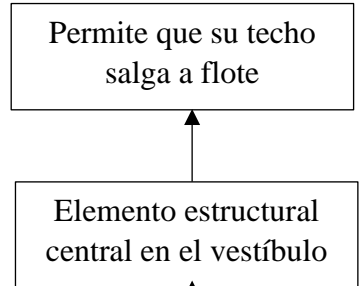 Permite que su techo
salga a flote
Elemento estructural
central en el vestíbulo